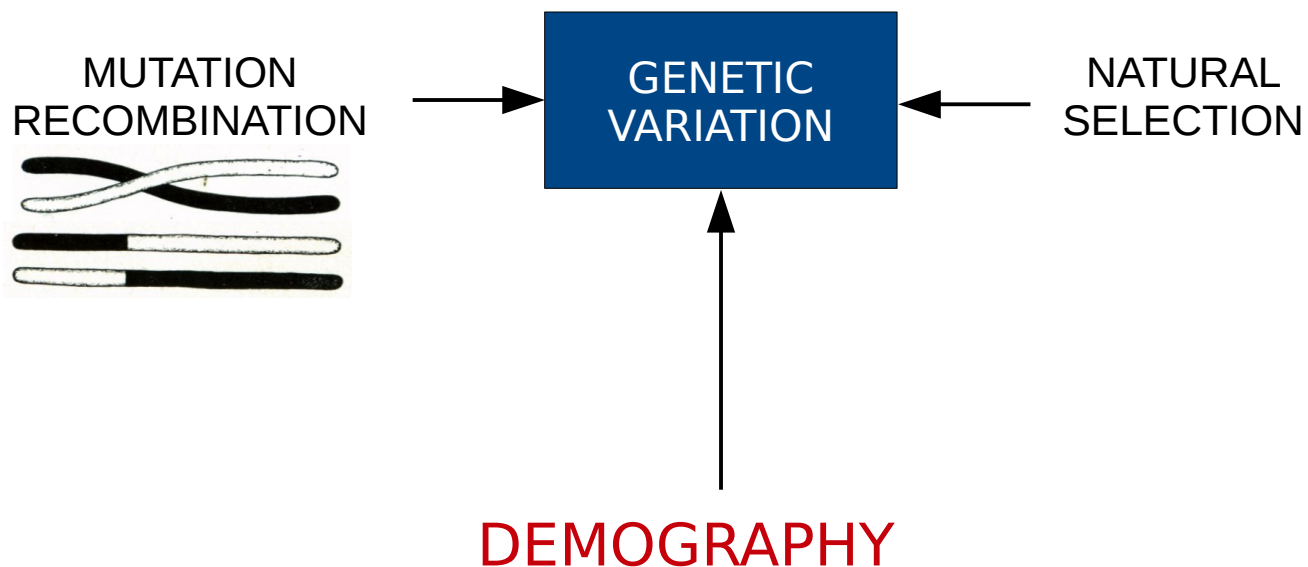 MUTATION
RECOMBINATION
GENETIC
VARIATION
NATURAL
SELECTION
DEMOGRAPHY